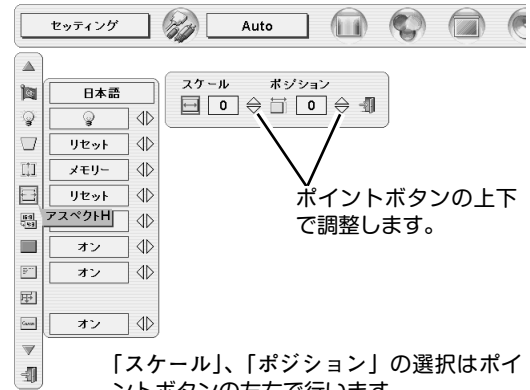 セッティング
Auto
日本語
スケール ポジション
0 0
リセット
メモリー
リセット
アスペクトH
オン
オン
オン
ポイントボタンの上下
で調整します。
「スケール」、「ポジション」の選択はポイ
ントボタンの左右で行います